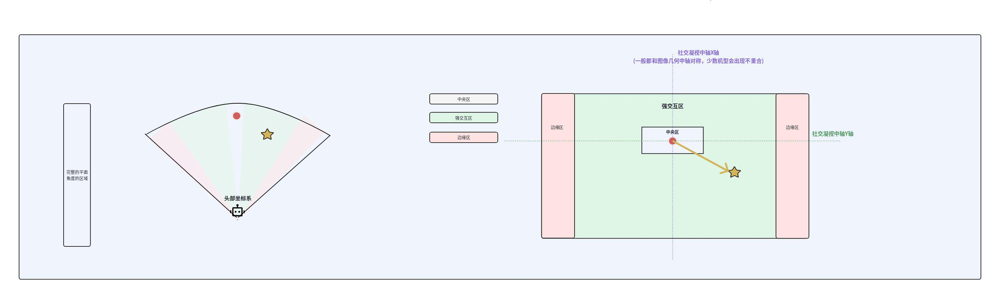 社交凝视中轴X轴
(一般都和图像几何中轴对称，少数机型会出现不重合)
完整的平面
角度的区域
头部坐标系
中央区
强交互区
边缘区
强交互区
边缘区
中央区
边缘区
社交凝视中轴Y轴